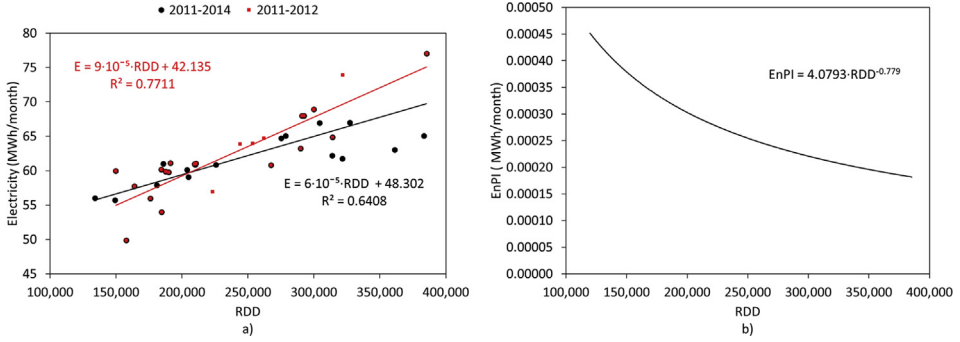 2011-2014 2011-2012
80
75
70
65
60
55
50
45
Electricity (MWh/month)
E = 9·10⁻⁵·RDD + 42.135
R² = 0.7711
E = 6·10⁻⁵·RDD + 48.302
R² = 0.6408
100,000 150,000 200,000 250,000 300,000 350,000 400,000
RDD
a)
0.00050
0.00045
0.00040
0.00035
0.00030
0.00025
0.00020
0.00015
0.00010
0.00005
0.00000
EnPI ( MWh/month)
EnPI = 4.0793·RDD⁻⁰·⁷⁷⁹
100,000 150,000 200,000 250,000 300,000 350,000 400,000
RDD
b)